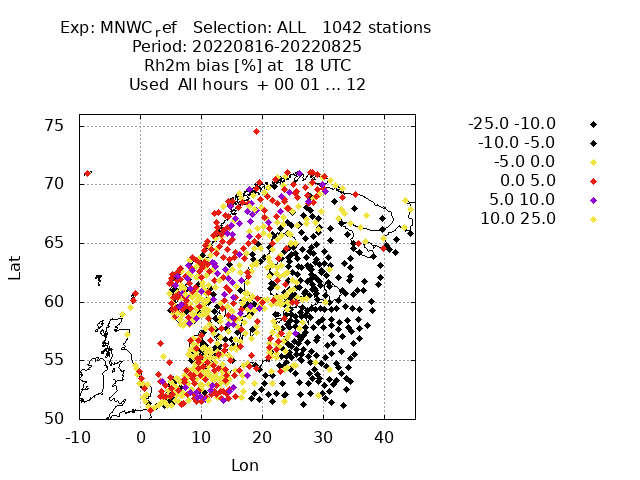 Exp: MNWC_ref   Selection: ALL   1042 stations
Period: 20220816-20220825
Rh2m bias [%] at  18 UTC
Used  All hours  + 00 01 ... 12
-25.0 -10.0
-10.0 -5.0
-5.0 0.0
0.0 5.0
5.0 10.0
10.0 25.0
75
70
65
60
55
50
Lat
-10 0 10 20 30 40
Lon